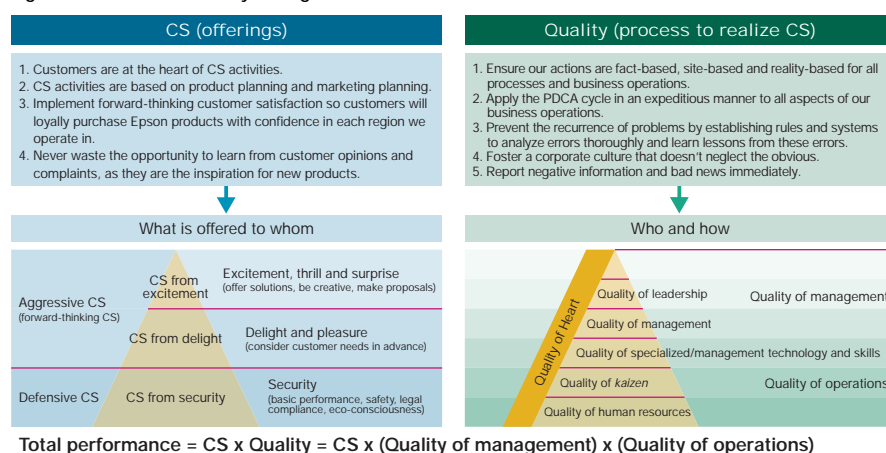 CS (offerings)
1. Customers are at the heart of CS activities.
2. CS activities are based on product planning and marketing planning.
3. Implement forward-thinking customer satisfaction so customers will
loyally purchase Epson products with confidence in each region we
operate in.
4. Never waste the opportunity to learn from customer opinions and
complaints, as they are the inspiration for new products.
What is offered to whom
Aggressive CS
(forward-thinking CS)
CS from
excitement
Excitement, thrill and surprise
(offer solutions, be creative, make proposals)
CS from delight
Delight and pleasure
(consider customer needs in advance)
Defensive CS
CS from security
Security
(basic performance, safety, legal
compliance, eco-consciousness)
Quality (process to realize CS)
1. Ensure our actions are fact-based, site-based and reality-based for all
processes and business operations.
2. Apply the PDCA cycle in an expeditious manner to all aspects of our
business operations.
3. Prevent the recurrence of problems by establishing rules and systems
to analyze errors thoroughly and learn lessons from these errors.
4. Foster a corporate culture that doesn't neglect the obvious.
5. Report negative information and bad news immediately.
Who and how
Quality of Heart
Quality of leadership
Quality of management
Quality of management
Quality of specialized/management technology and skills
Quality of kaizen
Quality of operations
Quality of human resources
Total performance = CS x Quality = CS x (Quality of management) x (Quality of operations)